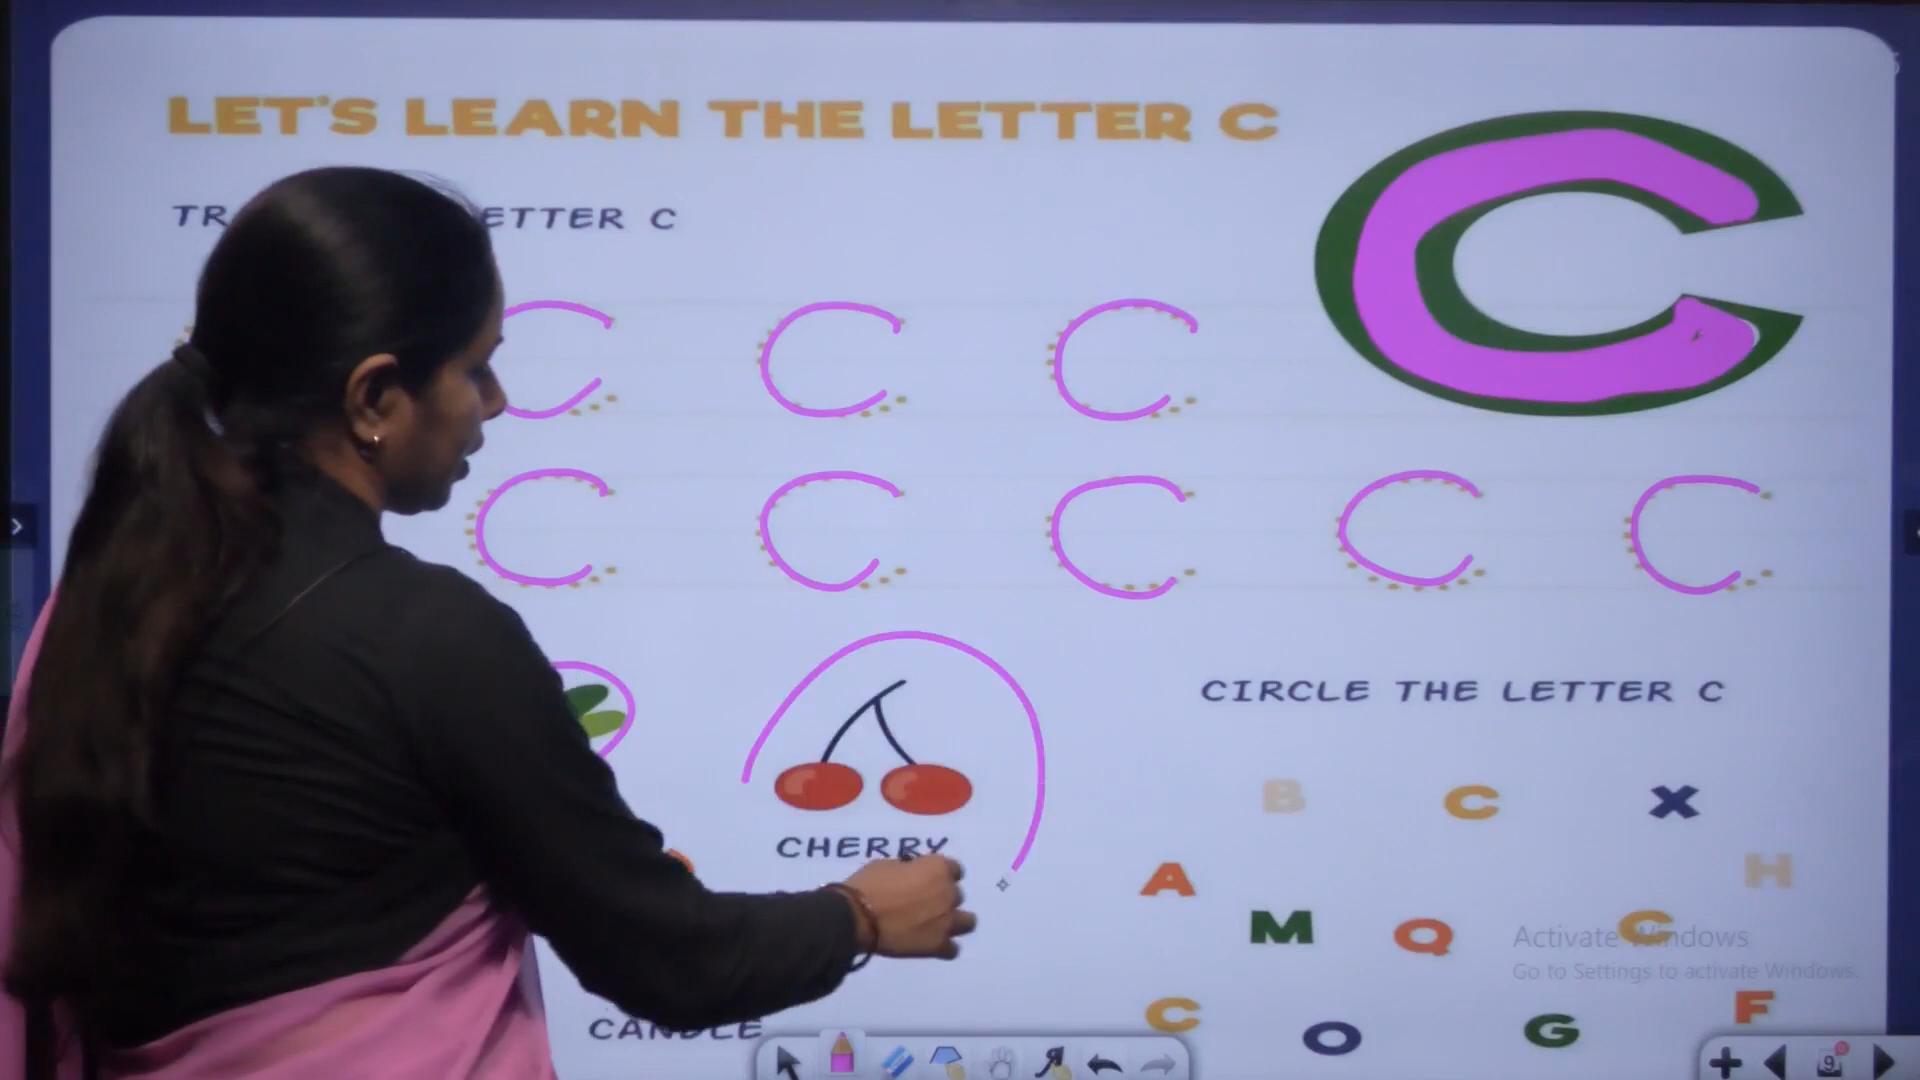 LET'S LEARN THE LETTER C
TR ETTER C
CHERRY
CIRCLE THE LETTER C
B C X
A H
M Q C
Activate Windows
Go to Settings to activate Windows.
C O G F
CANDLE
9